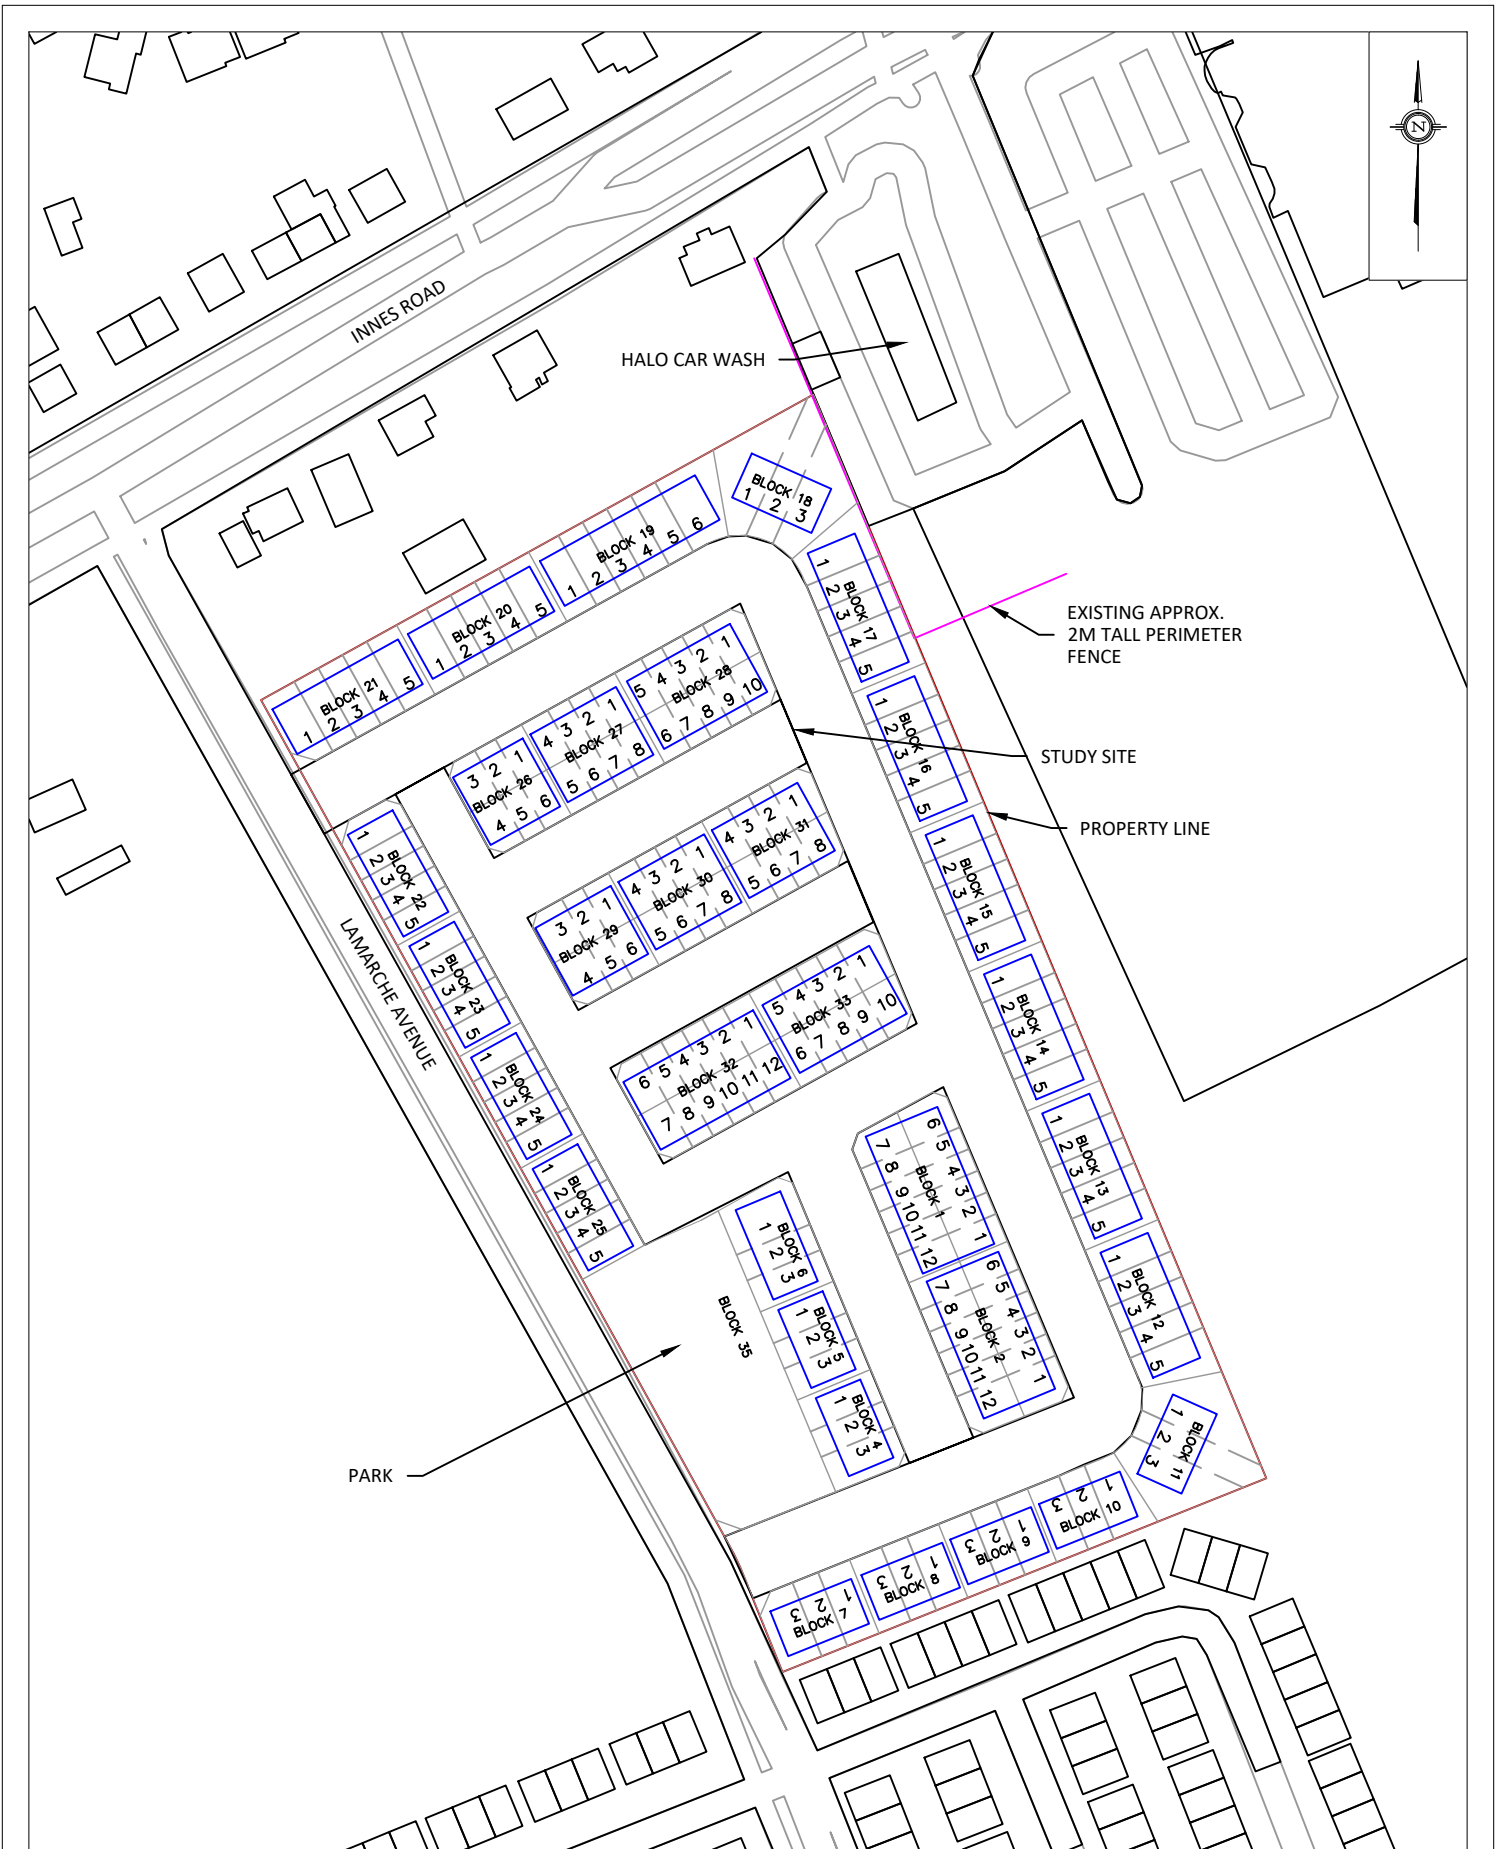 N
INNES ROAD
HALO CAR WASH
BLOCK 18
1 2 3
BLOCK 19
1 2 3 4 5 6
BLOCK 20
1 2 3 4 5
BLOCK 21
1 2 3 4 5
BLOCK 17
1 2 3 4 5
EXISTING APPROX.
2M TALL PERIMETER
FENCE
5 4 3 2 1
BLOCK 28
6 7 8 9 10
4 3 2 1
BLOCK 27
5 6 7 8
3 2 1
BLOCK 26
4 5 6
BLOCK 16
1 2 3 4 5
STUDY SITE
PROPERTY LINE
4 3 2 1
BLOCK 31
5 6 7 8
4 3 2 1
BLOCK 30
5 6 7 8
3 2 1
BLOCK 29
4 5 6
BLOCK 22
1 2 3 4 5
BLOCK 15
1 2 3 4 5
LAMARCHE AVENUE
BLOCK 23
1 2 3 4 5
5 4 3 2 1
BLOCK 33
6 7 8 9 10
6 5 4 3 2 1
BLOCK 32
7 8 9 10 11 12
BLOCK 14
1 2 3 4 5
BLOCK 24
1 2 3 4 5
BLOCK 13
1 2 3 4 5
BLOCK 25
1 2 3 4 5
6 5 4 3 2 1
BLOCK 1
7 8 9 10 11 12
BLOCK 6
1 2 3
BLOCK 12
1 2 3 4 5
6 5 4 3 2 1
BLOCK 2
7 8 9 10 11 12
BLOCK 35
BLOCK 5
1 2 3
BLOCK 4
1 2 3
PARK
BLOCK 11
1 2 3
3 2 1
BLOCK 10
3 2 1
BLOCK 9
3 2 1
BLOCK 8
3 2 1
BLOCK 7